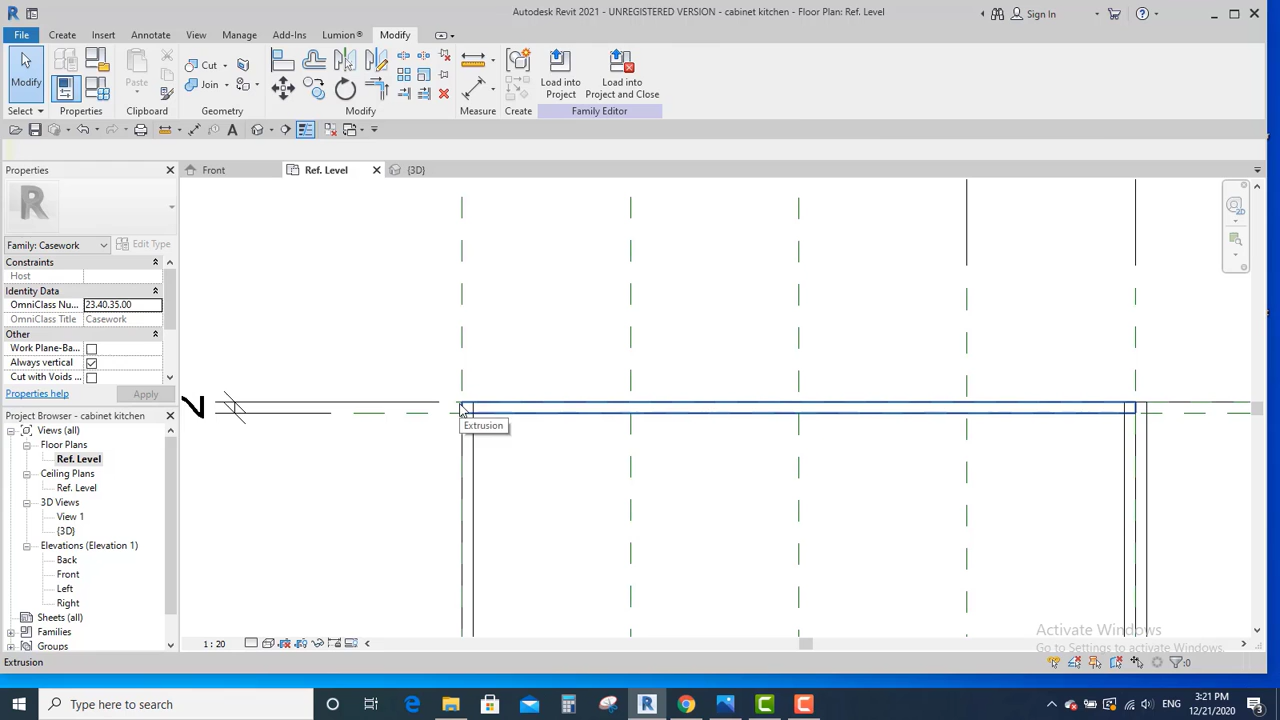 Autodesk Revit 2021 - UNREGISTERED VERSION - cabinet kitchen - Floor Plan: Ref. Level
Sign In
File Create Insert Annotate View Manage Add-Ins Lumion® Modify
Modify Paste Cut Join Load into Project Load into Project and Close
Select Properties Clipboard Geometry Modify Measure Create Family Editor
Properties
Front Ref. Level {3D}
Family: Casework Edit Type
Constraints
Host
Identity Data
OmniClass Nu... 23.40.35.00
OmniClass Title Casework
Other
Work Plane-Ba...
Always vertical
Cut with Voids
Properties help Apply
Project Browser - cabinet kitchen
Views (all)
Floor Plans
Ref. Level
Ceiling Plans
Ref. Level
3D Views
View 1
{3D}
Elevations (Elevation 1)
Back
Front
Left
Right
Sheets (all)
Families
Groups
Extrusion
1 : 20
Activate Windows
Go to Settings to activate Windows.
Extrusion
:0
Type here to search
3:21 PM
12/21/2020